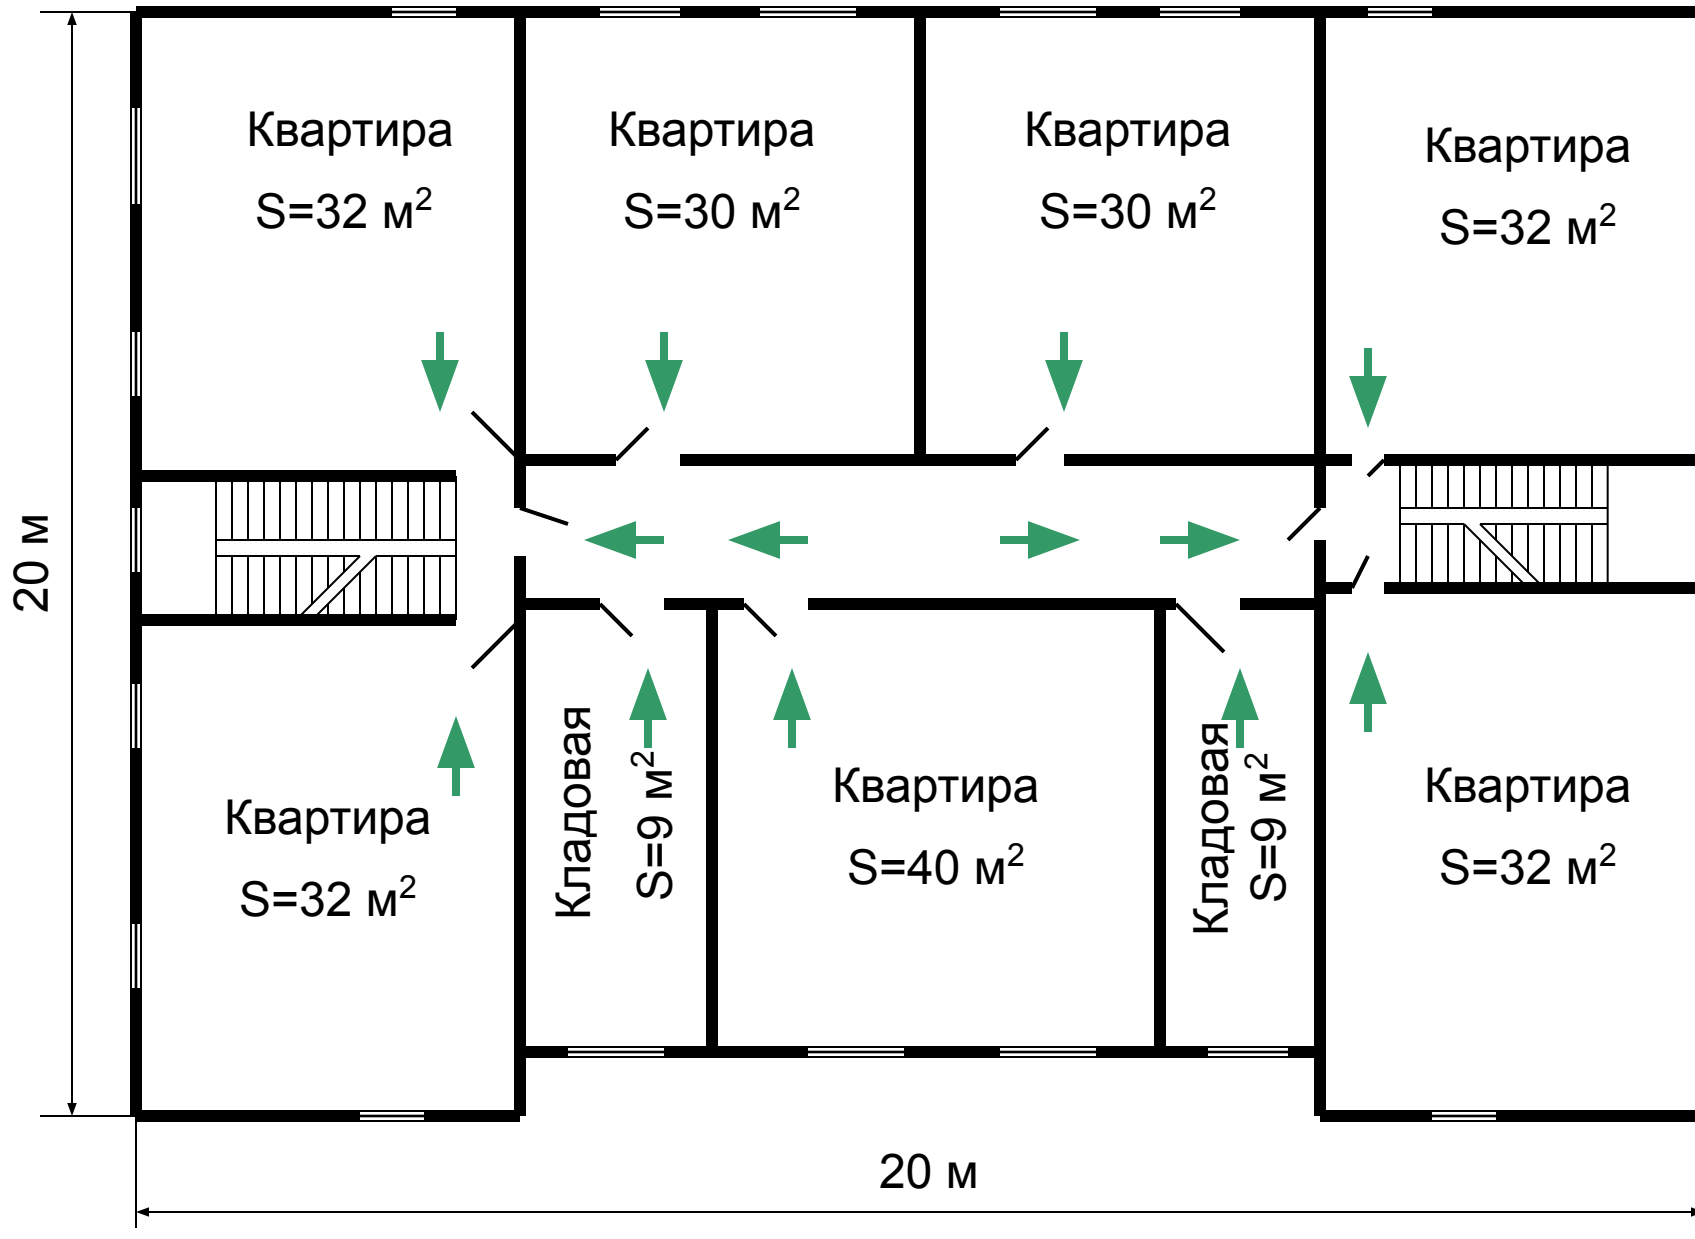 Квартира
S=32 м²
Квартира
S=30 м²
Квартира
S=30 м²
Квартира
S=32 м²
20 м
Квартира
S=32 м²
Кладовая
S=9 м²
Квартира
S=40 м²
Кладовая
S=9 м²
Квартира
S=32 м²
20 м